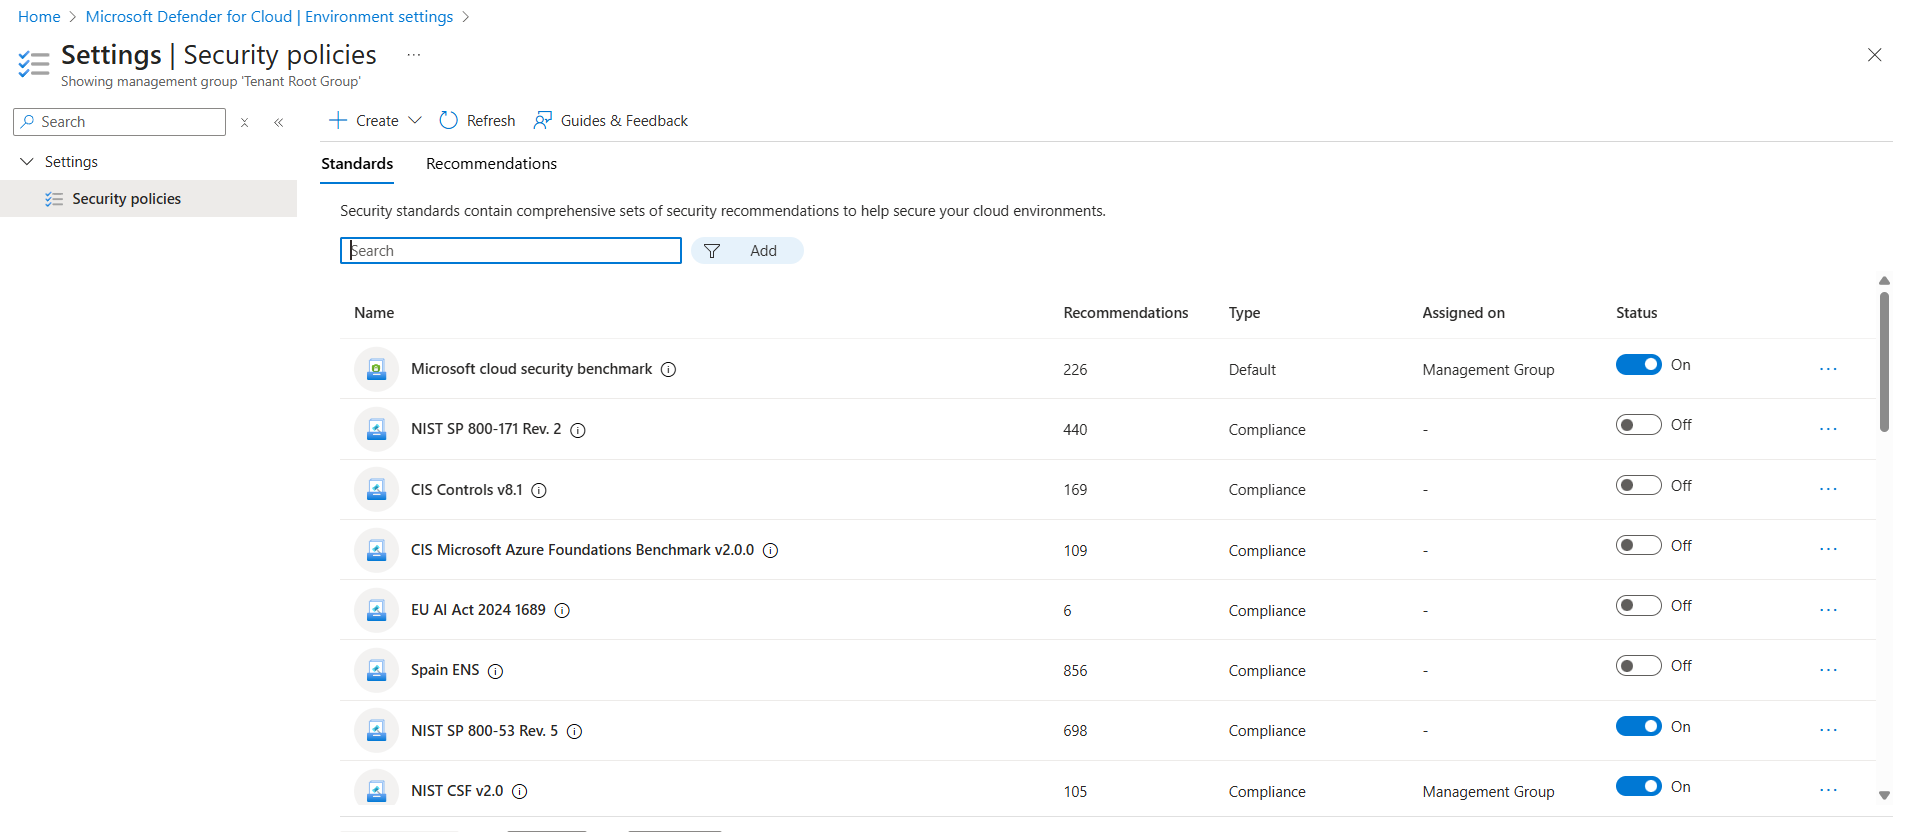 Home > Microsoft Defender for Cloud | Environment settings >
Settings | Security policies ...
Showing management group 'Tenant Root Group'
Search
Create
Refresh
Guides & Feedback
Settings
Security policies
Standards Recommendations
Security standards contain comprehensive sets of security recommendations to help secure your cloud environments.
Search
Add
Name Recommendations Type Assigned on Status
Microsoft cloud security benchmark 226 Default Management Group On ...
NIST SP 800-171 Rev. 2 440 Compliance - Off ...
CIS Controls v8.1 169 Compliance - Off ...
CIS Microsoft Azure Foundations Benchmark v2.0.0 109 Compliance - Off ...
EU AI Act 2024 1689 6 Compliance - Off ...
Spain ENS 856 Compliance - Off ...
NIST SP 800-53 Rev. 5 698 Compliance - On ...
NIST CSF v2.0 105 Compliance Management Group On ...